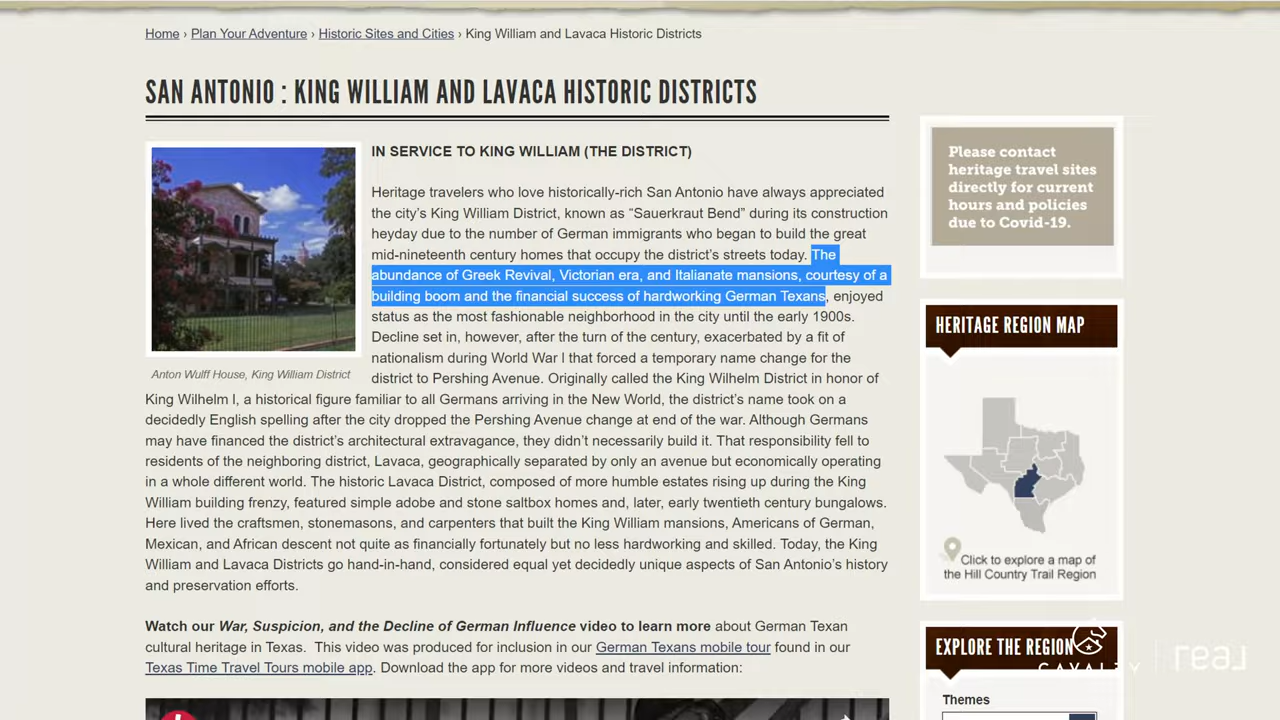 Home › Plan Your Adventure › Historic Sites and Cities › King William and Lavaca Historic Districts
SAN ANTONIO : KING WILLIAM AND LAVACA HISTORIC DISTRICTS
IN SERVICE TO KING WILLIAM (THE DISTRICT)
Heritage travelers who love historically-rich San Antonio have always appreciated
the city’s King William District, known as “Sauerkraut Bend” during its construction
heyday due to the number of German immigrants who began to build the great
mid-nineteenth century homes that occupy the district’s streets today. The
abundance of Greek Revival, Victorian era, and Italianate mansions, courtesy of a
building boom and the financial success of hardworking German Texans, enjoyed
status as the most fashionable neighborhood in the city until the early 1900s.
Decline set in, however, after the turn of the century, exacerbated by a fit of
nationalism during World War I that forced a temporary name change for the
district to Pershing Avenue. Originally called the King Wilhelm District in honor of
Anton Wulff House, King William District
King Wilhelm I, a historical figure familiar to all Germans arriving in the New World, the district’s name took on a
decidedly English spelling after the city dropped the Pershing Avenue change at end of the war. Although Germans
may have financed the district’s architectural extravagance, they didn’t necessarily build it. That responsibility fell to
residents of the neighboring district, Lavaca, geographically separated by only an avenue but economically operating
in a whole different world. The historic Lavaca District, composed of more humble estates rising up during the King
William building frenzy, featured simple adobe and stone saltbox homes and, later, early twentieth century bungalows.
Here lived the craftsmen, stonemasons, and carpenters that built the King William mansions, Americans of German,
Mexican, and African descent not quite as financially fortunately but no less hardworking and skilled. Today, the King
William and Lavaca Districts go hand-in-hand, considered equal yet decidedly unique aspects of San Antonio’s history
and preservation efforts.
Watch our War, Suspicion, and the Decline of German Influence video to learn more about German Texan
cultural heritage in Texas. This video was produced for inclusion in our German Texans mobile tour found in our
Texas Time Travel Tours mobile app. Download the app for more videos and travel information:
Please contact
heritage travel sites
directly for current
hours and policies
due to Covid-19.
HERITAGE REGION MAP
Click to explore a map of
the Hill Country Trail Region
EXPLORE THE REGION
CAVALRY | real
Themes